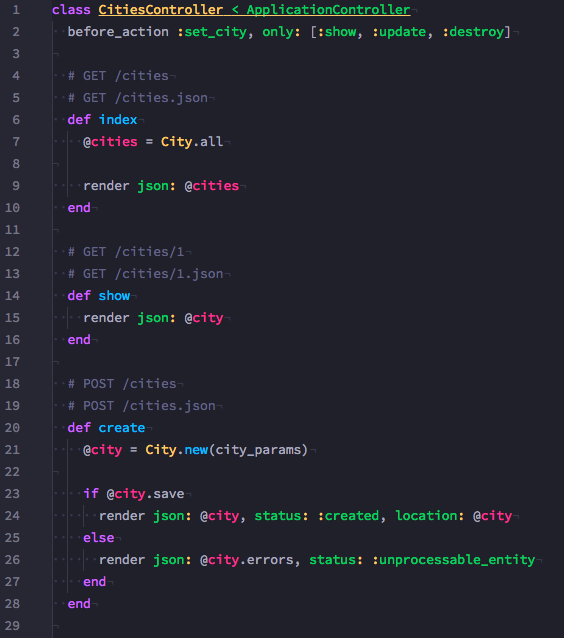 1 class CitiesController < ApplicationController
2 before_action :set_city, only: [:show, :update, :destroy]
3
4 # GET /cities
5 # GET /cities.json
6 def index
7 @cities = City.all
8
9 render json: @cities
10 end
11
12 # GET /cities/1
13 # GET /cities/1.json
14 def show
15 render json: @city
16 end
17
18 # POST /cities
19 # POST /cities.json
20 def create
21 @city = City.new(city_params)
22
23 if @city.save
24 render json: @city, status: :created, location: @city
25 else
26 render json: @city.errors, status: :unprocessable_entity
27 end
28 end
29